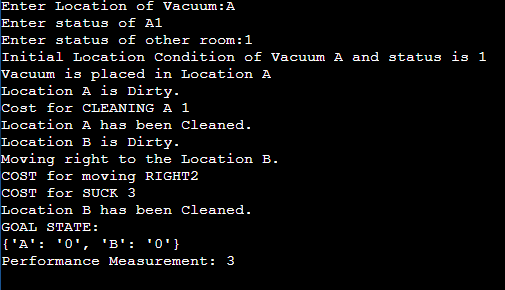 Enter Location of Vacuum:A
Enter status of A1
Enter status of other room:1
Initial Location Condition of Vacuum A and status is 1
Vacuum is placed in Location A
Location A is Dirty.
Cost for CLEANING A 1
Location A has been Cleaned.
Location B is Dirty.
Moving right to the Location B.
COST for moving RIGHT2
COST for SUCK 3
Location B has been Cleaned.
GOAL STATE:
{'A': '0', 'B': '0'}
Performance Measurement: 3